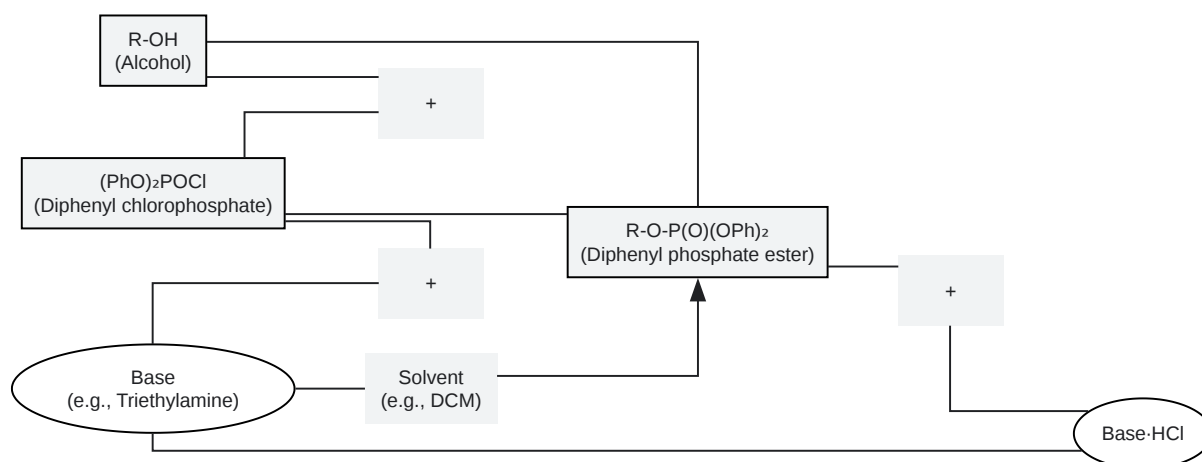 R-OH
(Alcohol)
+
(PhO)₂POCl
(Diphenyl chlorophosphate)
R-O-P(O)(OPh)₂
(Diphenyl phosphate ester)
+
+
Base
(e.g., Triethylamine)
Solvent
(e.g., DCM)
Base·HCl